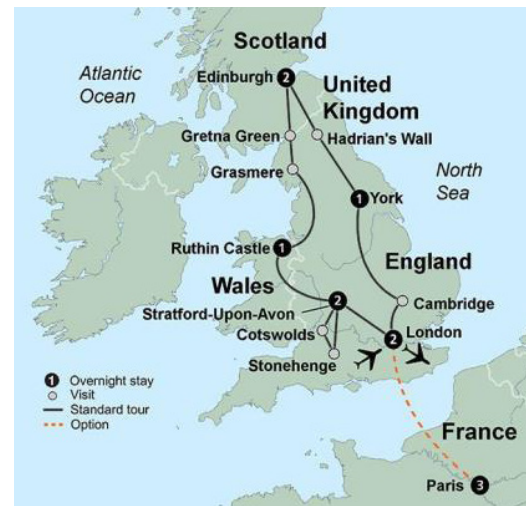 Scotland
Atlantic
Ocean
Edinburgh
2
United
Kingdom
Gretna Green
Hadrian's Wall
Grasmere
North
Sea
1
York
Ruthin Castle
1
England
Wales
2
Stratford-Upon-Avon
Cambridge
Cotswolds
London
2
Stonehenge
1 Overnight stay
Visit
Standard tour
Option
France
Paris
3